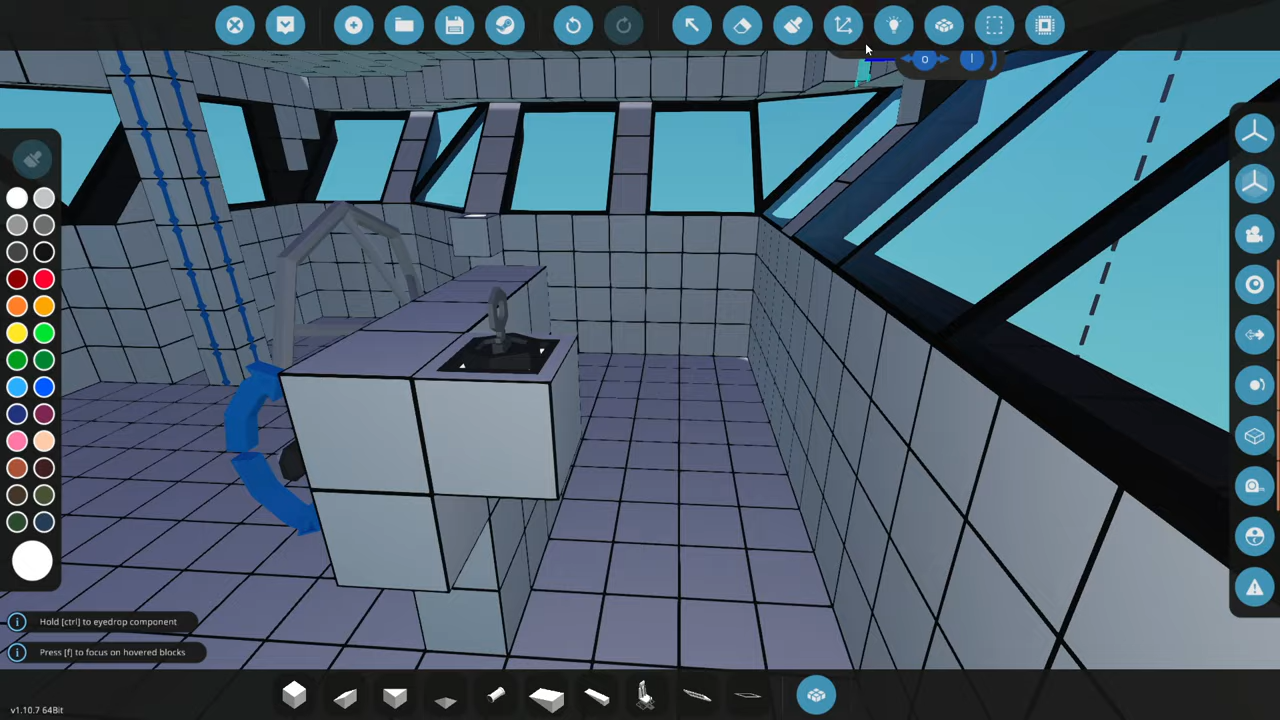 Hold [ctrl] to eyedrop component
Press [f] to focus on hovered blocks
v1.10.7 64Bit